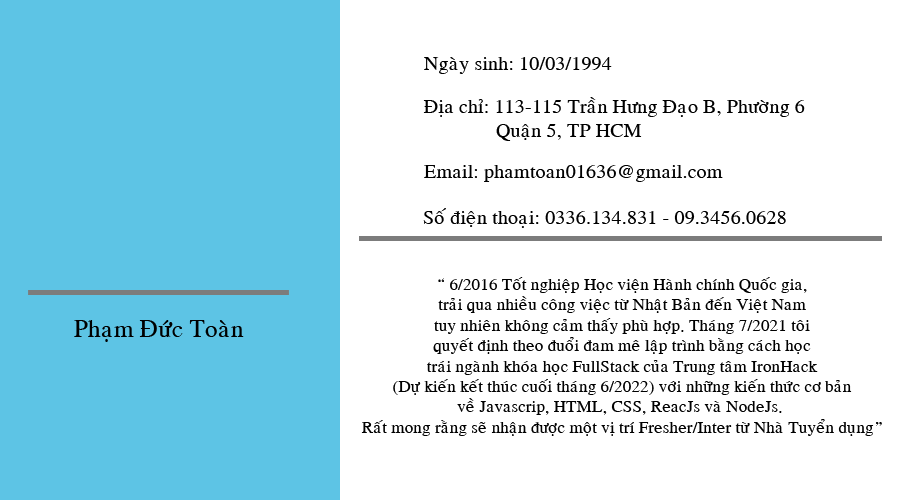 Phạm Đức Toàn
Ngày sinh: 10/03/1994
Địa chỉ: 113-115 Trần Hưng Đạo B, Phường 6
Quận 5, TP HCM
Email: phamtoan01636@gmail.com
Số điện thoại: 0336.134.831 - 09.3456.0628
“ 6/2016 Tốt nghiệp Học viện Hành chính Quốc gia,
trải qua nhiều công việc từ Nhật Bản đến Việt Nam
tuy nhiên không cảm thấy phù hợp. Tháng 7/2021 tôi
quyết định theo đuổi đam mê lập trình bằng cách học
trái ngành khóa học FullStack của Trung tâm IronHack
(Dự kiến kết thúc cuối tháng 6/2022) với những kiến thức cơ bản
về Javascrip, HTML, CSS, ReacJs và NodeJs.
Rất mong rằng sẽ nhận được một vị trí Fresher/Inter từ Nhà Tuyển dụng”